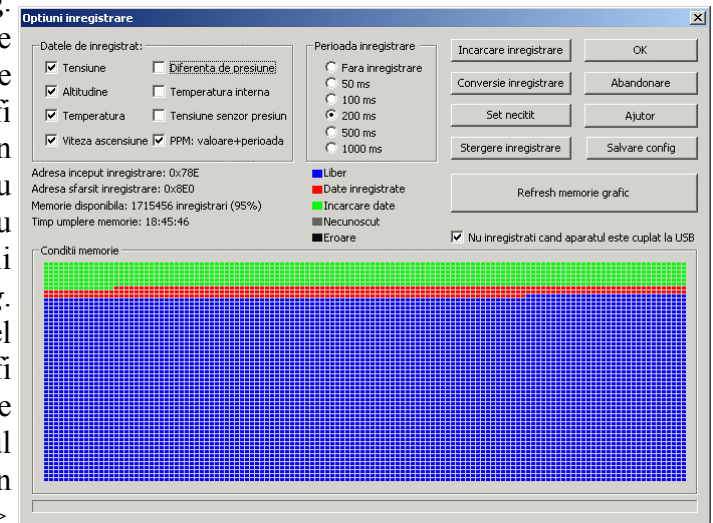 Optiuni inregistrare
Datele de inregistrat:
Tensiune
Diferenta de presiune
Altitudine
Temperatura interna
Temperatura
Tensiune senzor presiun
Viteza ascensiune
PPM: valoare+perioada
Perioada inregistrare
Fara inregistrare
50 ms
100 ms
200 ms
500 ms
1000 ms
Incarcare inregistrare
OK
Conversie inregistrare
Abandonare
Set necitit
Ajutor
Stergere inregistrare
Salvare config
Refresh memorie grafic
Adresa inceput inregistrare: 0x78E
Adresa sfarsit inregistrare: 0x8E0
Memorie disponibila: 1715456 inregistrari (95%)
Timp umplere memorie: 18:45:46
Liber
Date inregistrate
Incarcare date
Necunoscut
Eroare
Nu inregistrati cand aparatul este cuplat la USB
Conditii memorie